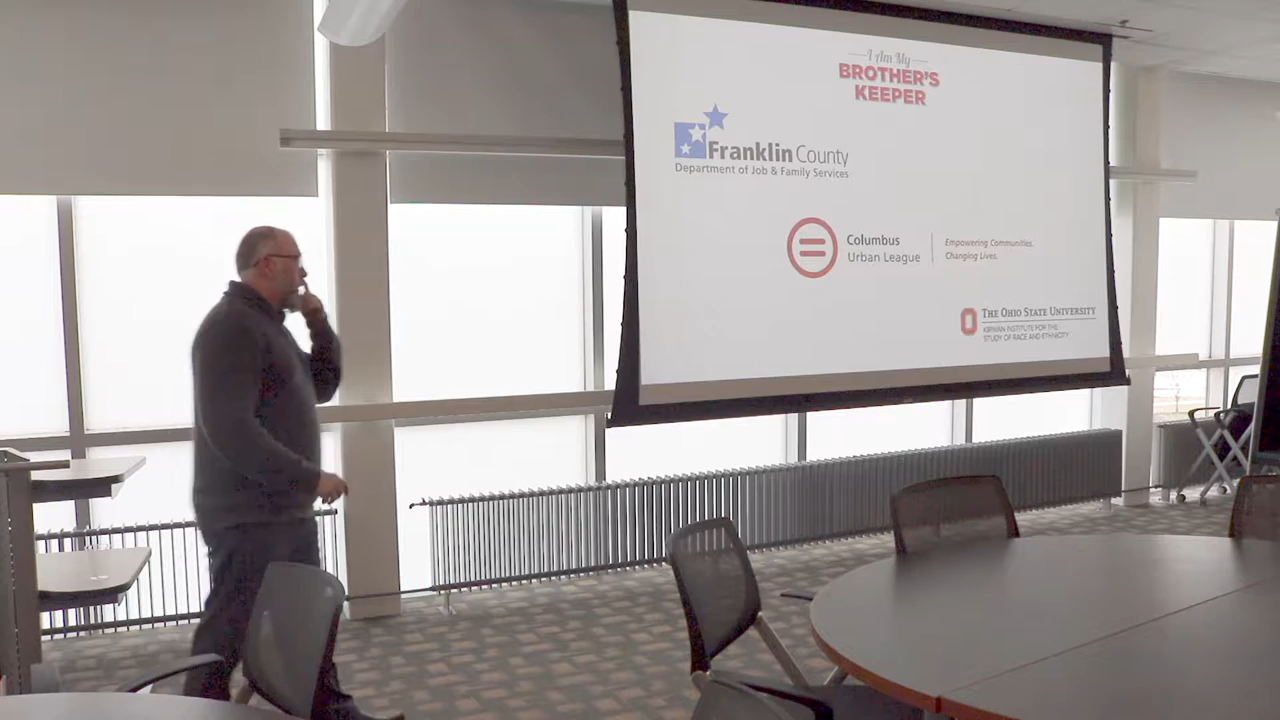 I Am My
BROTHER'S
KEEPER
Franklin County
Department of Job & Family Services
Columbus
Urban League
Empowering Communities.
Changing Lives.
THE OHIO STATE UNIVERSITY
KIRWAN INSTITUTE FOR THE
STUDY OF RACE AND ETHNICITY